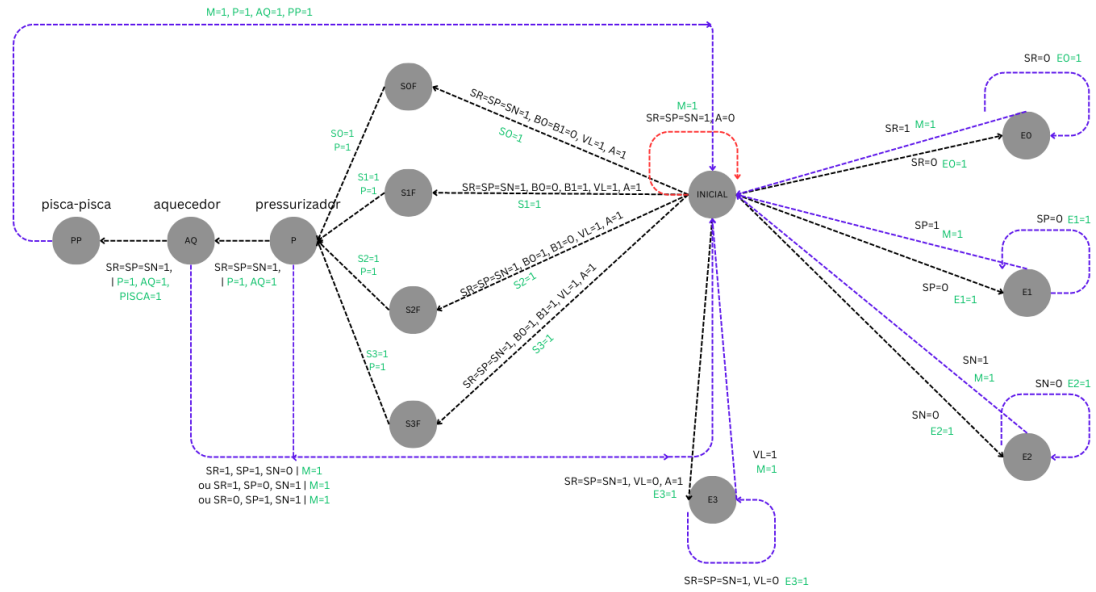 M=1, P=1, AQ=1, PP=1
SR=0 E0=1
S0F
SR=SP=SN=1, B0=B1=0, VL=1, A=1
S0=1
M=1
SR=SP=SN=1, A=0
SR=1 M=1
E0
SR=0 E0=1
S0=1
P=1
S1=1
P=1
S1F
SR=SP=SN=1, B0=0, B1=1, VL=1, A=1
S1=1
INICIAL
pisca-pisca
aquecedor
pressurizador
PP
AQ
P
SP=1
M=1
SP=0 E1=1
SR=SP=SN=1,
| P=1, AQ=1,
PISCA=1
SR=SP=SN=1,
| P=1, AQ=1
S2=1
P=1
S2F
SR=SP=SN=1, B0=1, B1=0, VL=1, A=1
S2=1
SP=0
E1=1
E1
S3=1
P=1
S3F
SR=SP=SN=1, B0=1, B1=1, VL=1, A=1
S3=1
SN=1
M=1
SN=0 E2=1
SN=0
E2=1
E2
SR=1, SP=1, SN=0 | M=1
ou SR=1, SP=0, SN=1 | M=1
ou SR=0, SP=1, SN=1 | M=1
VL=1
M=1
SR=SP=SN=1, VL=0, A=1
E3=1
E3
SR=SP=SN=1, VL=0 E3=1